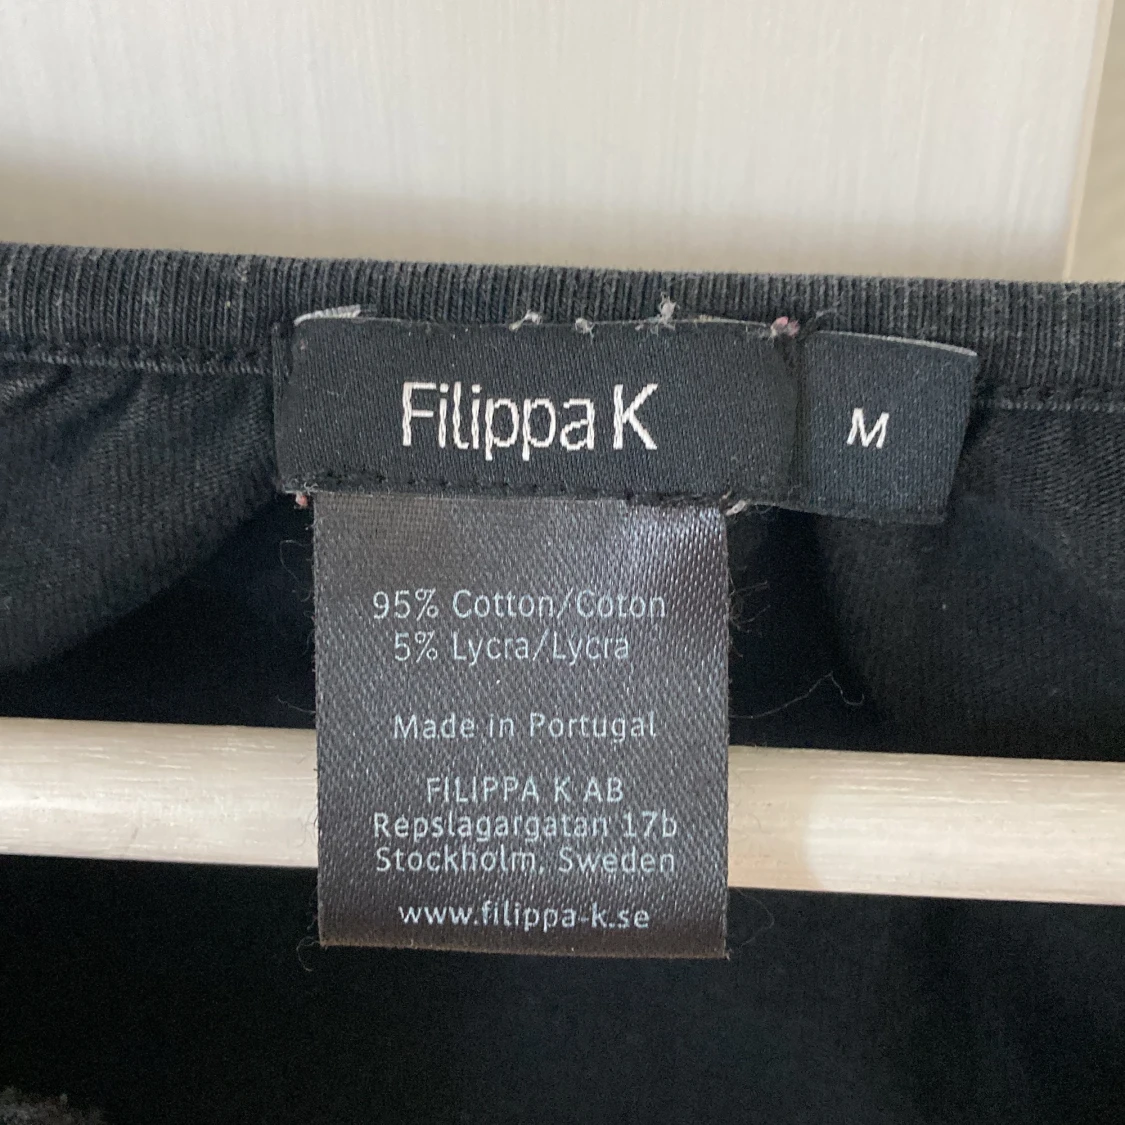 Filippa K
M
95% Cotton/Coton
5% Lycra/Lycra
Made in Portugal
FILIPPA K AB
Repslagargatan 17b
Stockholm, Sweden
www.filippa-k.se